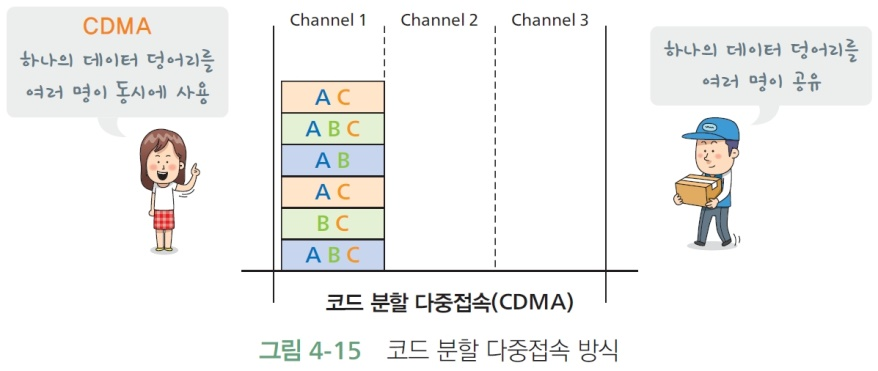 CDMA
하나의 데이터 덩어리를
여러 명이 동시에 사용
Channel 1
Channel 2
Channel 3
하나의 데이터 덩어리를
여러 명이 공유
A C
A B C
A B
A C
B C
A B C
코드 분할 다중접속(CDMA)
그림 4-15 코드 분할 다중접속 방식